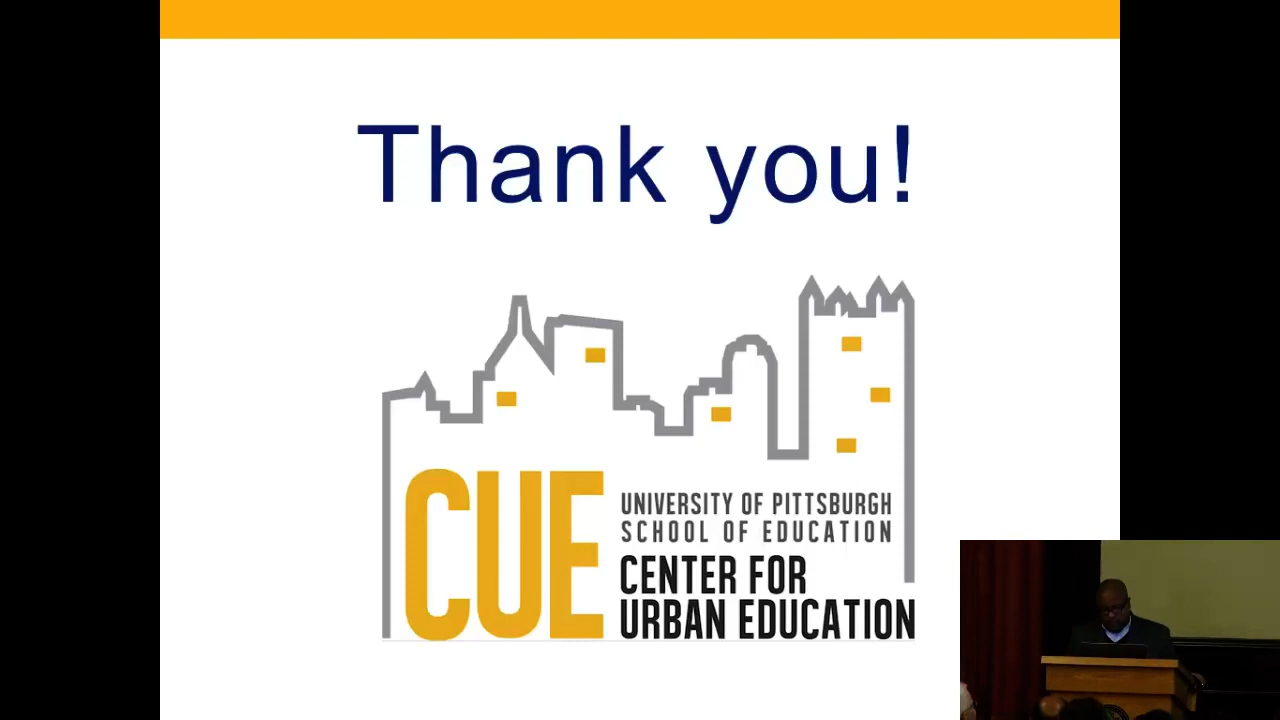 Thank you!
CUE
UNIVERSITY OF PITTSBURGH
SCHOOL OF EDUCATION
CENTER FOR
URBAN EDUCATION